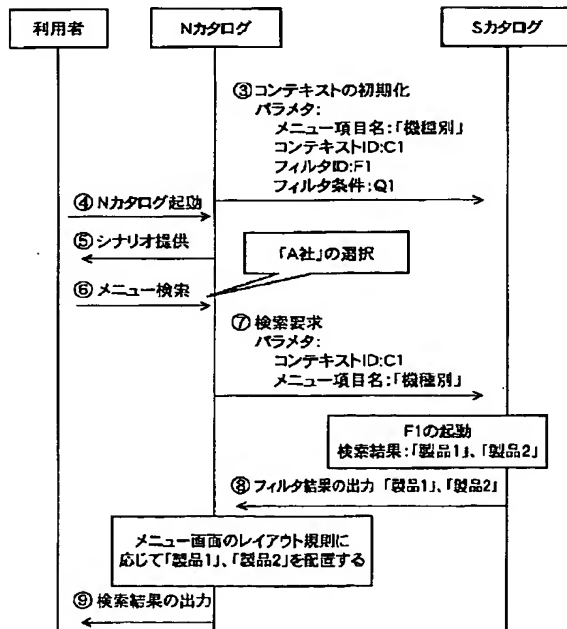 利用者
Nカタログ
Sカタログ
③コンテキストの初期化
パラメタ:
メニュー項目名:「機種別」
コンテキストID:C1
フィルタID:F1
フィルタ条件:Q1
④Nカタログ起動
⑤シナリオ提供
「A社」の選択
⑥メニュー検索
⑦検索要求
パラメタ:
コンテキストID:C1
メニュー項目名:「機種別」
F1の起動
検索結果:「製品1」、「製品2」
⑧フィルタ結果の出力 「製品1」、「製品2」
メニュー画面のレイアウト規則に
応じて「製品1」、「製品2」を配置する
⑨検索結果の出力